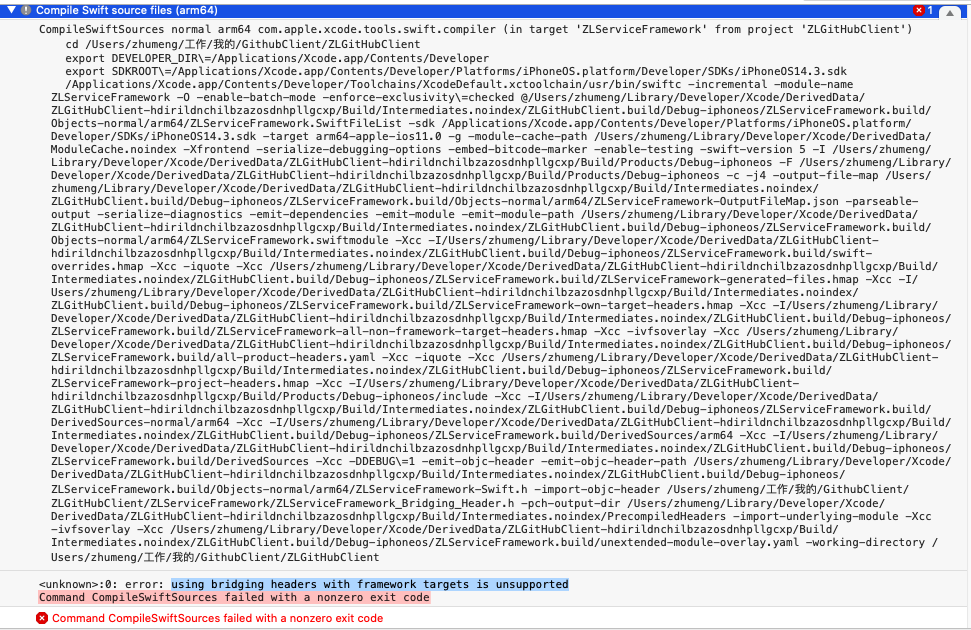 Compile Swift source files (arm64)
1
CompileSwiftSources normal arm64 com.apple.xcode.tools.swift.compiler (in target 'ZLServiceFramework' from project 'ZLGitHubClient')
cd /Users/zhumeng/工作/我的/GithubClient/ZLGitHubClient
export DEVELOPER_DIR\=/Applications/Xcode.app/Contents/Developer
export SDKROOT\=/Applications/Xcode.app/Contents/Developer/Platforms/iPhoneOS.platform/Developer/SDKs/iPhoneOS14.3.sdk
/Applications/Xcode.app/Contents/Developer/Toolchains/XcodeDefault.xctoolchain/usr/bin/swiftc -incremental -module-name
ZLServiceFramework -O -enable-batch-mode -enforce-exclusivity\=checked @/Users/zhumeng/Library/Developer/Xcode/DerivedData/
ZLGitHubClient-hdirildnchilbzazosdnhpllgcxp/Build/Intermediates.noindex/ZLGitHubClient.build/Debug-iphoneos/ZLServiceFramework.build/
Objects-normal/arm64/ZLServiceFramework.SwiftFileList -sdk /Applications/Xcode.app/Contents/Developer/Platforms/iPhoneOS.platform/
Developer/SDKs/iPhoneOS14.3.sdk -target arm64-apple-ios11.0 -g -module-cache-path /Users/zhumeng/Library/Developer/Xcode/DerivedData/
ModuleCache.noindex -Xfrontend -serialize-debugging-options -embed-bitcode-marker -enable-testing -swift-version 5 -I /Users/zhumeng/
Library/Developer/Xcode/DerivedData/ZLGitHubClient-hdirildnchilbzazosdnhpllgcxp/Build/Products/Debug-iphoneos -F /Users/zhumeng/Library/
Developer/Xcode/DerivedData/ZLGitHubClient-hdirildnchilbzazosdnhpllgcxp/Build/Products/Debug-iphoneos -c -j4 -output-file-map /Users/
zhumeng/Library/Developer/Xcode/DerivedData/ZLGitHubClient-hdirildnchilbzazosdnhpllgcxp/Build/Intermediates.noindex/
ZLGitHubClient.build/Debug-iphoneos/ZLServiceFramework.build/Objects-normal/arm64/ZLServiceFramework-OutputFileMap.json -parseable-
output -serialize-diagnostics -emit-dependencies -emit-module -emit-module-path /Users/zhumeng/Library/Developer/Xcode/DerivedData/
ZLGitHubClient-hdirildnchilbzazosdnhpllgcxp/Build/Intermediates.noindex/ZLGitHubClient.build/Debug-iphoneos/ZLServiceFramework.build/
Objects-normal/arm64/ZLServiceFramework.swiftmodule -Xcc -I/Users/zhumeng/Library/Developer/Xcode/DerivedData/ZLGitHubClient-
hdirildnchilbzazosdnhpllgcxp/Build/Intermediates.noindex/ZLGitHubClient.build/Debug-iphoneos/ZLServiceFramework.build/swift-
overrides.hmap -Xcc -iquote -Xcc /Users/zhumeng/Library/Developer/Xcode/DerivedData/ZLGitHubClient-hdirildnchilbzazosdnhpllgcxp/Build/
Intermediates.noindex/ZLGitHubClient.build/Debug-iphoneos/ZLServiceFramework.build/ZLServiceFramework-generated-files.hmap -Xcc -I/
Users/zhumeng/Library/Developer/Xcode/DerivedData/ZLGitHubClient-hdirildnchilbzazosdnhpllgcxp/Build/Intermediates.noindex/
ZLGitHubClient.build/Debug-iphoneos/ZLServiceFramework.build/ZLServiceFramework-own-target-headers.hmap -Xcc -I/Users/zhumeng/Library/
Developer/Xcode/DerivedData/ZLGitHubClient-hdirildnchilbzazosdnhpllgcxp/Build/Intermediates.noindex/ZLGitHubClient.build/Debug-iphoneos/
ZLServiceFramework.build/ZLServiceFramework-all-non-framework-target-headers.hmap -Xcc -ivfsoverlay -Xcc /Users/zhumeng/Library/
Developer/Xcode/DerivedData/ZLGitHubClient-hdirildnchilbzazosdnhpllgcxp/Build/Intermediates.noindex/ZLGitHubClient.build/Debug-iphoneos/
ZLServiceFramework.build/all-product-headers.yaml -Xcc -iquote -Xcc /Users/zhumeng/Library/Developer/Xcode/DerivedData/ZLGitHubClient-
hdirildnchilbzazosdnhpllgcxp/Build/Intermediates.noindex/ZLGitHubClient.build/Debug-iphoneos/ZLServiceFramework.build/
ZLServiceFramework-project-headers.hmap -Xcc -I/Users/zhumeng/Library/Developer/Xcode/DerivedData/ZLGitHubClient-
hdirildnchilbzazosdnhpllgcxp/Build/Products/Debug-iphoneos/include -Xcc -I/Users/zhumeng/Library/Developer/Xcode/DerivedData/
ZLGitHubClient-hdirildnchilbzazosdnhpllgcxp/Build/Intermediates.noindex/ZLGitHubClient.build/Debug-iphoneos/ZLServiceFramework.build/
DerivedSources-normal/arm64 -Xcc -I/Users/zhumeng/Library/Developer/Xcode/DerivedData/ZLGitHubClient-hdirildnchilbzazosdnhpllgcxp/Build/
Intermediates.noindex/ZLGitHubClient.build/Debug-iphoneos/ZLServiceFramework.build/DerivedSources/arm64 -Xcc -I/Users/zhumeng/Library/
Developer/Xcode/DerivedData/ZLGitHubClient-hdirildnchilbzazosdnhpllgcxp/Build/Intermediates.noindex/ZLGitHubClient.build/Debug-iphoneos/
ZLServiceFramework.build/DerivedSources -Xcc -DDEBUG\=1 -emit-objc-header -emit-objc-header-path /Users/zhumeng/Library/Developer/Xcode/
DerivedData/ZLGitHubClient-hdirildnchilbzazosdnhpllgcxp/Build/Intermediates.noindex/ZLGitHubClient.build/Debug-iphoneos/
ZLServiceFramework.build/Objects-normal/arm64/ZLServiceFramework-Swift.h -import-objc-header /Users/zhumeng/工作/我的/GithubClient/
ZLGitHubClient/ZLServiceFramework/ZLServiceFramework_Bridging_Header.h -pch-output-dir /Users/zhumeng/Library/Developer/Xcode/
DerivedData/ZLGitHubClient-hdirildnchilbzazosdnhpllgcxp/Build/Intermediates.noindex/PrecompiledHeaders -import-underlying-module -Xcc
-ivfsoverlay -Xcc /Users/zhumeng/Library/Developer/Xcode/DerivedData/ZLGitHubClient-hdirildnchilbzazosdnhpllgcxp/Build/
Intermediates.noindex/ZLGitHubClient.build/Debug-iphoneos/ZLServiceFramework.build/unextended-module-overlay.yaml -working-directory /
Users/zhumeng/工作/我的/GithubClient/ZLGitHubClient
<unknown>:0: error: using bridging headers with framework targets is unsupported
Command CompileSwiftSources failed with a nonzero exit code
Command CompileSwiftSources failed with a nonzero exit code